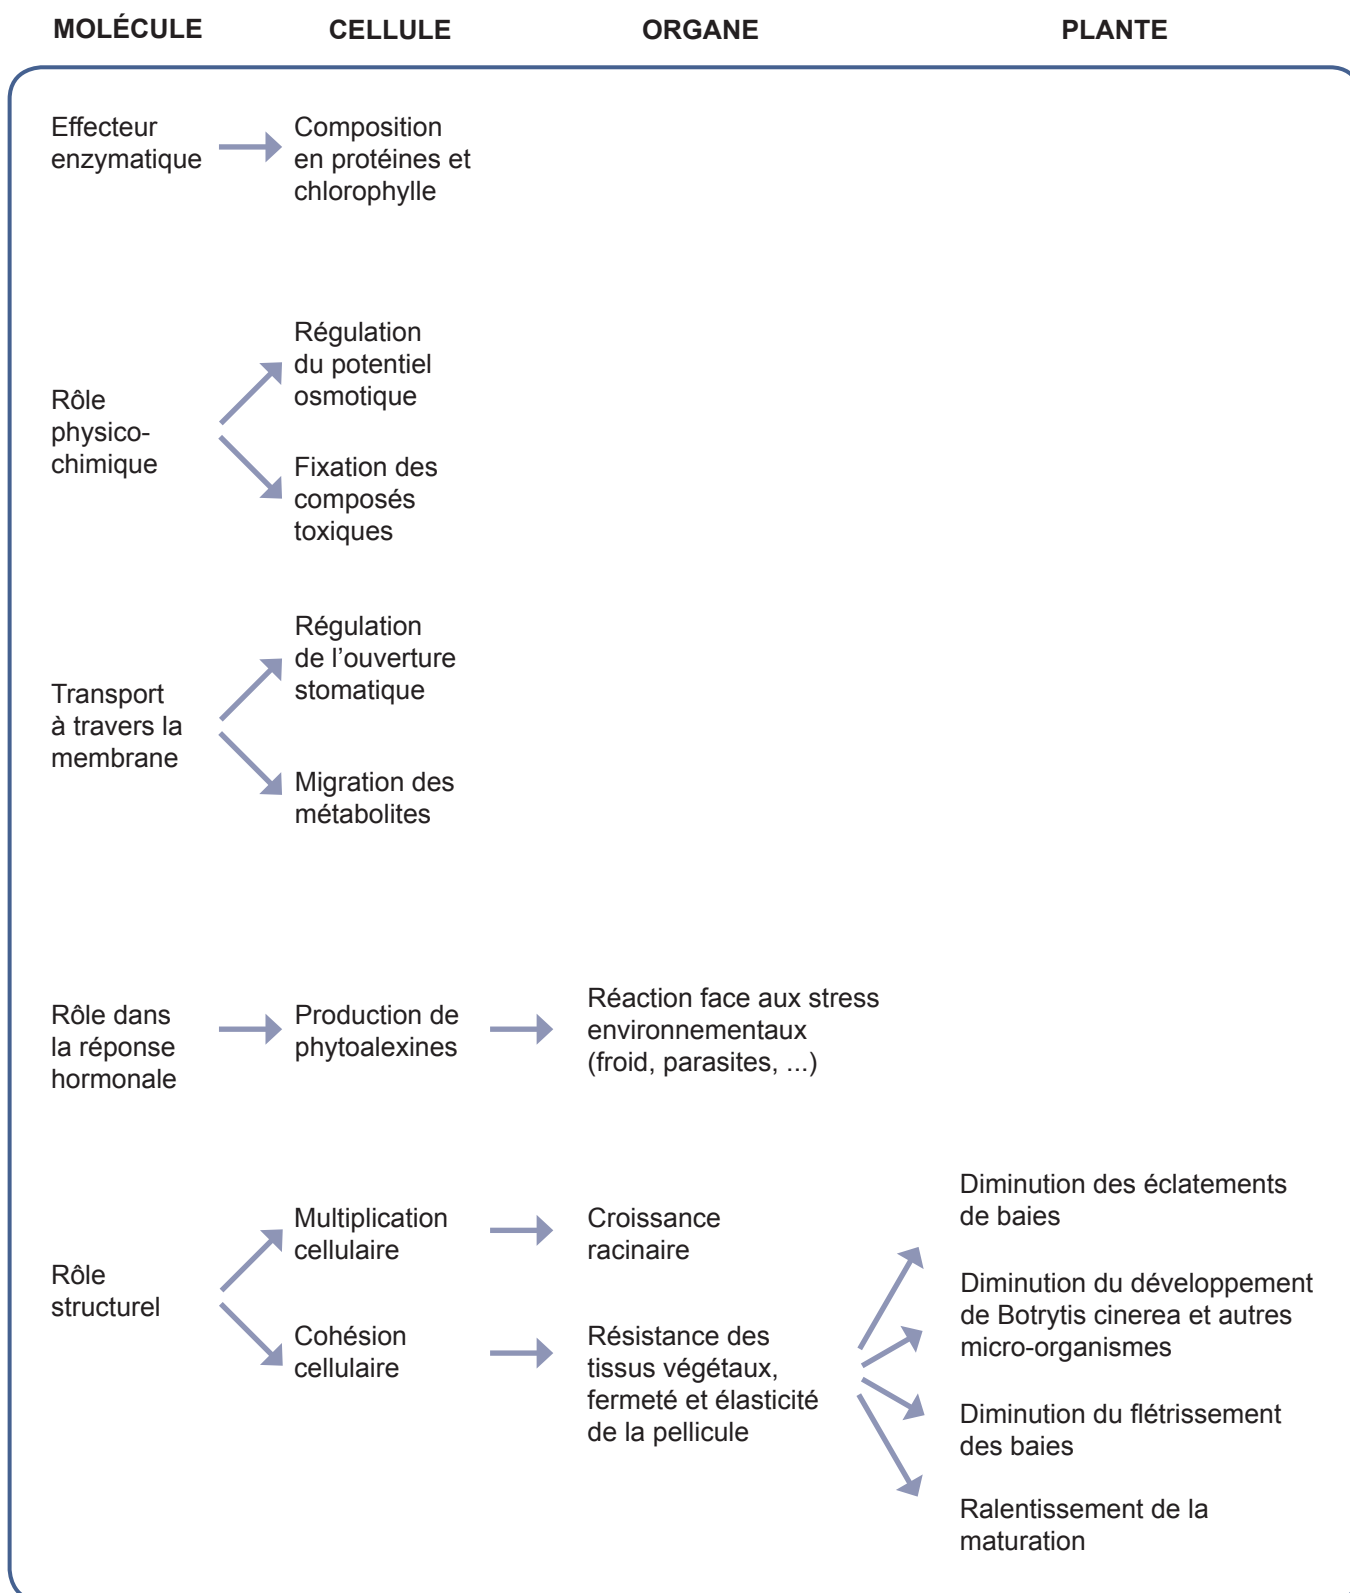 MOLÉCULE CELLULE ORGANE PLANTE
Effecteur
enzymatique
Composition
en protéines et
chlorophylle
Rôle
physico-
chimique
Régulation
du potentiel
osmotique
Fixation des
composés
toxiques
Transport
à travers la
membrane
Régulation
de l'ouverture
stomatique
Migration des
métabolites
Rôle dans
la réponse
hormonale
Production de
phytoalexines
Réaction face aux stress
environnementaux
(froid, parasites, ...)
Rôle
structurel
Multiplication
cellulaire
Croissance
racinaire
Cohésion
cellulaire
Résistance des
tissus végétaux,
fermeté et élasticité
de la pellicule
Diminution des éclatements
de baies
Diminution du développement
de Botrytis cinerea et autres
micro-organismes
Diminution du flétrissement
des baies
Ralentissement de la
maturation